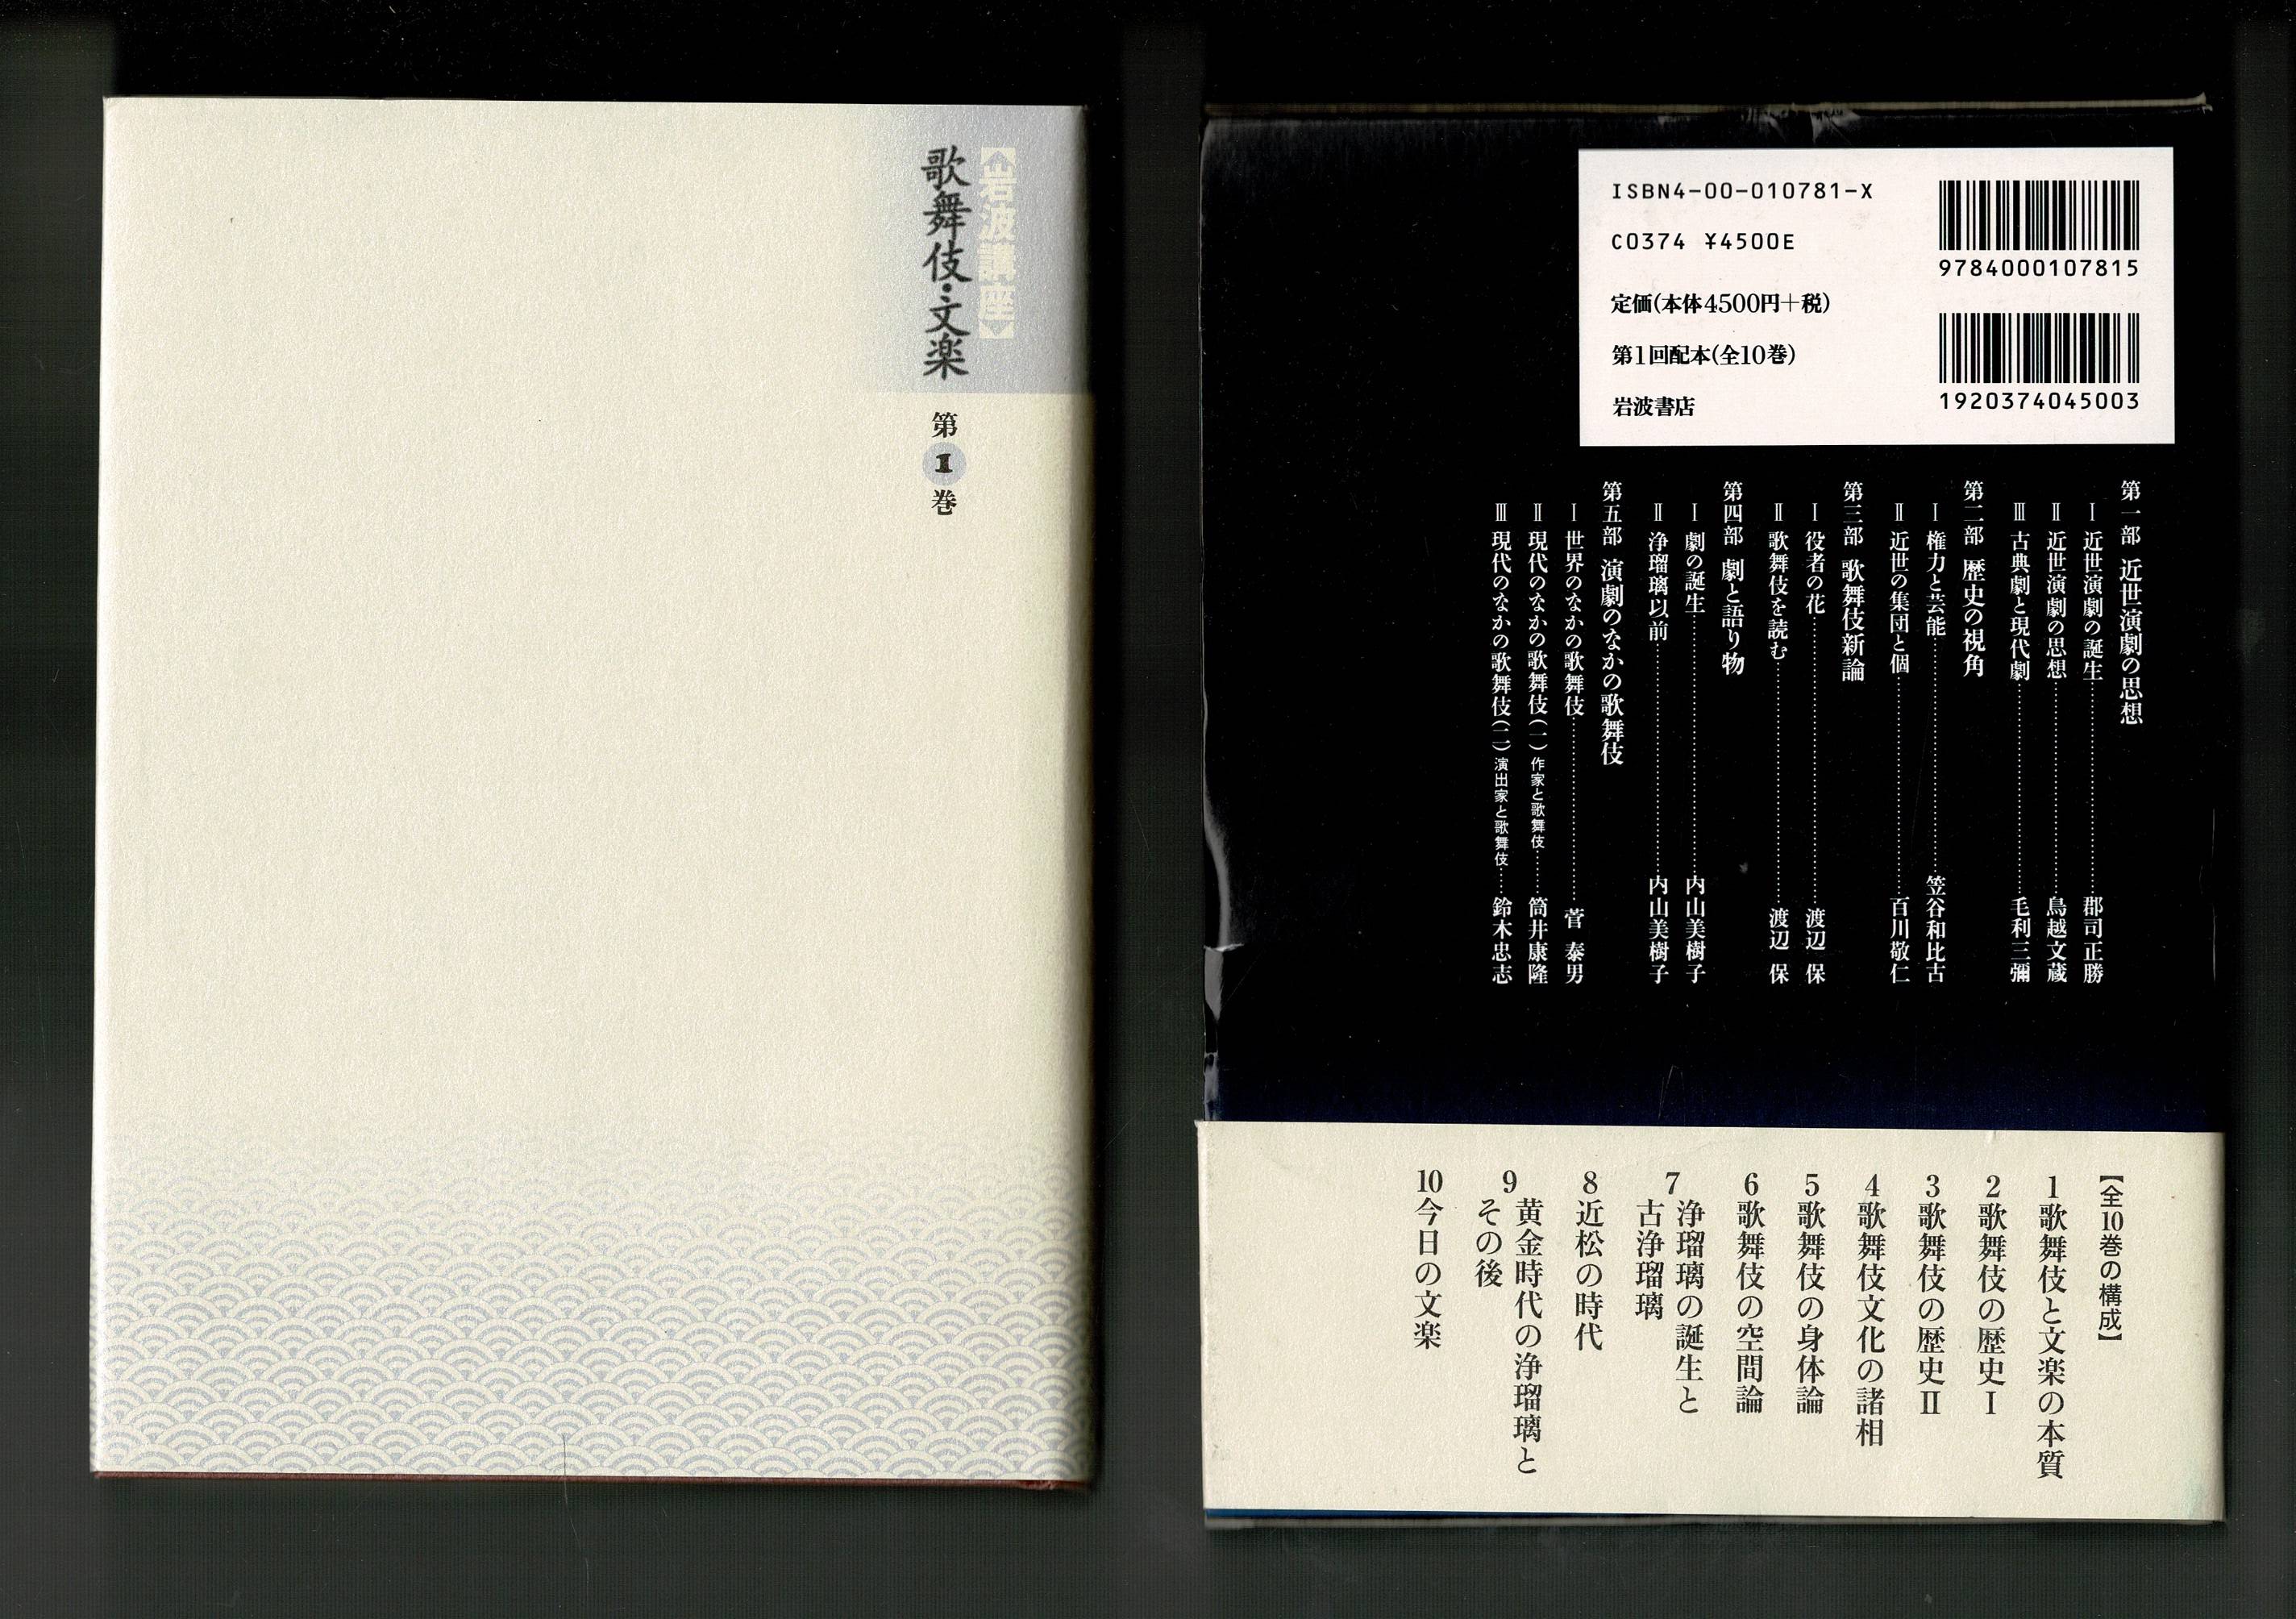 【岩波講座】
歌舞伎・文楽
第1巻
ISBN4-00-010781-X
C0374 ¥4500E
定価(本体4500円+税)
第1回配本(全10巻)
岩波書店
9784000107815
1920374045003
第一部 近世演劇の思想
Ⅰ 近世演劇の誕生……郡司正勝
Ⅱ 近世演劇の思想……鳥越文蔵
Ⅲ 古典劇と現代劇……毛利三彌
第二部 歴史の視角
Ⅰ 権力と芸能……笠谷和比古
Ⅱ 近世の集団と個……百川敬仁
第三部 歌舞伎新論
Ⅰ 役者の花……渡辺 保
Ⅱ 歌舞伎を読む……渡辺 保
第四部 劇と語り物
Ⅰ 劇の誕生……内山美樹子
Ⅱ 浄瑠璃以前……内山美樹子
第五部 演劇のなかの歌舞伎
Ⅰ 世界のなかの歌舞伎……菅 泰男
Ⅱ 現代のなかの歌舞伎(一) 作家と歌舞伎……筒井康隆
Ⅲ 現代のなかの歌舞伎(二) 演出家と歌舞伎……鈴木忠志
【全10巻の構成】
1 歌舞伎と文楽の本質
2 歌舞伎の歴史Ⅰ
3 歌舞伎の歴史Ⅱ
4 歌舞伎文化の諸相
5 歌舞伎の身体論
6 歌舞伎の空間論
7 浄瑠璃の誕生と
古浄瑠璃
8 近松の時代
9 黄金時代の浄瑠璃と
その後
10 今日の文楽